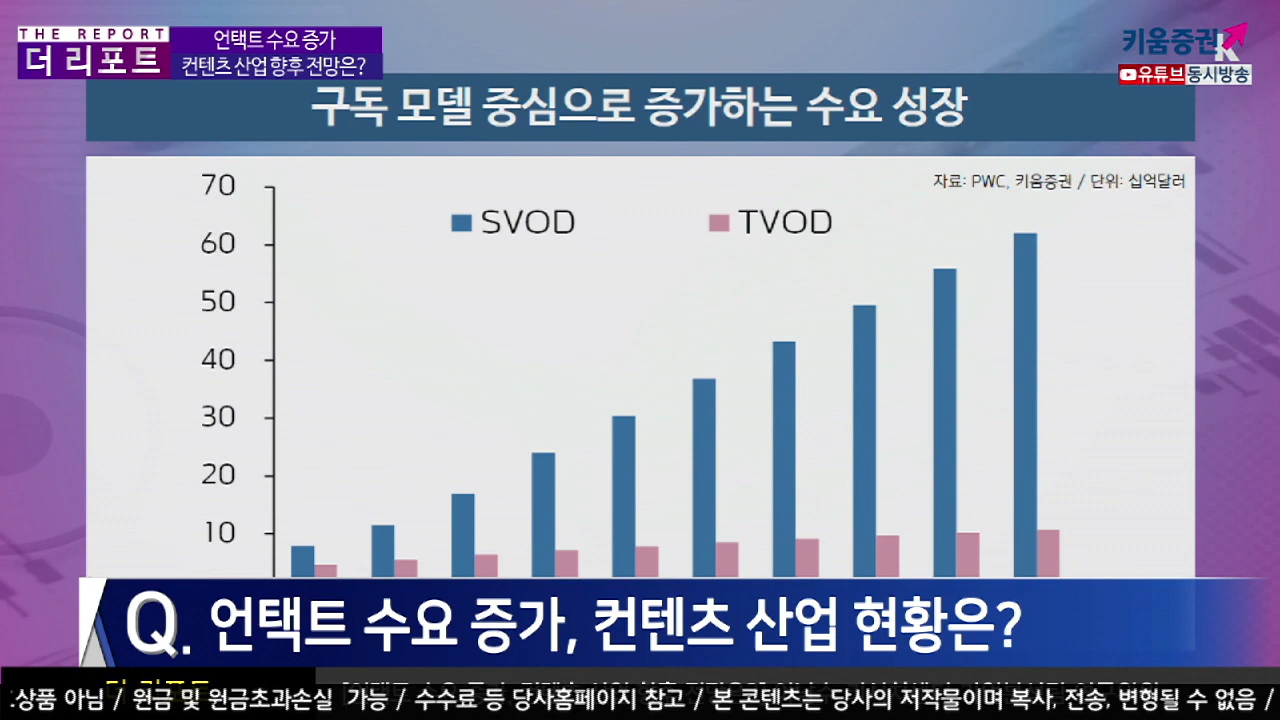 THE REPORT
더 리포트
언택트 수요 증가
컨텐츠 산업 향후 전망은?
키움증권
유튜브동시방송
구독 모델 중심으로 증가하는 수요 성장
자료: PWC, 키움증권 / 단위: 십억달러
SVOD TVOD
70
60
50
40
30
20
10
Q. 언택트 수요 증가, 컨텐츠 산업 현황은?
.상품 아님 / 원금 및 원금초과손실 가능 / 수수료 등 당사홈페이지 참고 / 본 콘텐츠는 당사의 저작물이며 복사, 전송, 변형될 수 없음 /